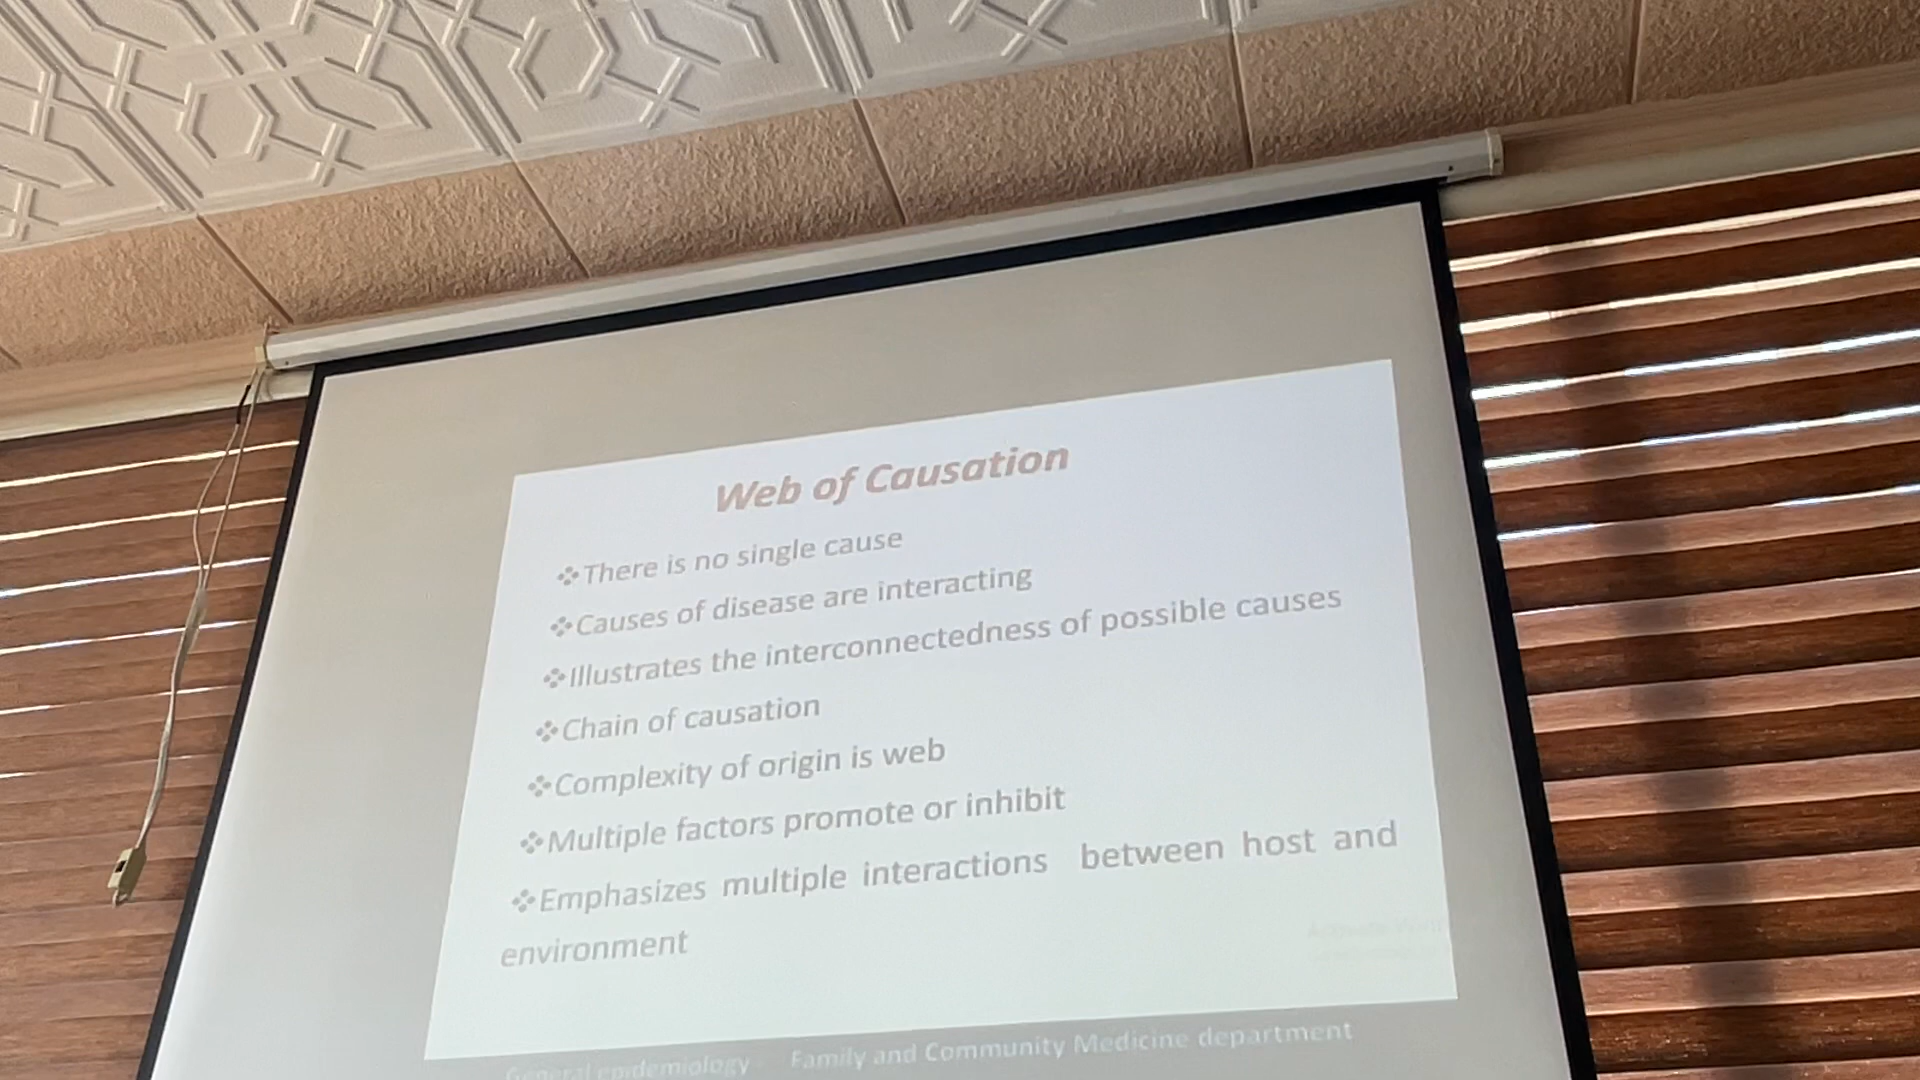 Web of Causation
❖There is no single cause
❖Causes of disease are interacting
❖Illustrates the interconnectedness of possible causes
❖Chain of causation
❖Complexity of origin is web
❖Multiple factors promote or inhibit
❖Emphasizes multiple interactions between host and
environment
General epidemiology Family and Community Medicine department